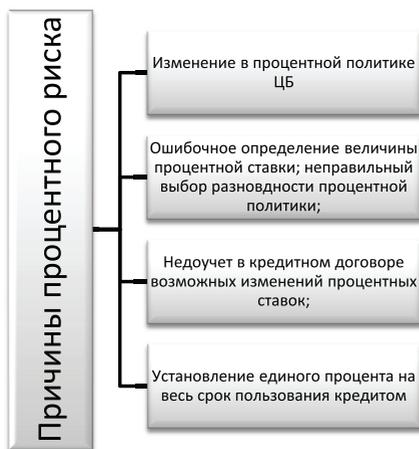 Причины процентного риска
Изменение в процентной политике
ЦБ
Ошибочное определение величины
процентной ставки; неправильный
выбор разновдности процентной
политики;
Недоучет в кредитном договоре
возможных изменений процентных
ставок;
Установление единого процента на
весь срок пользования кредитом